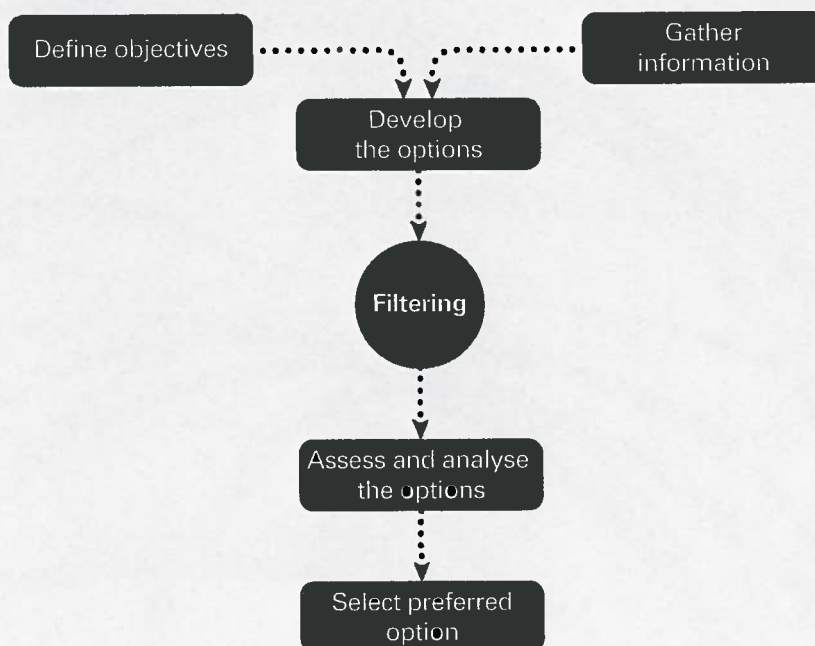 Define objectives
Gather
information
Develop
the options
Filtering
Assess and analyse
the options
Select preferred
option